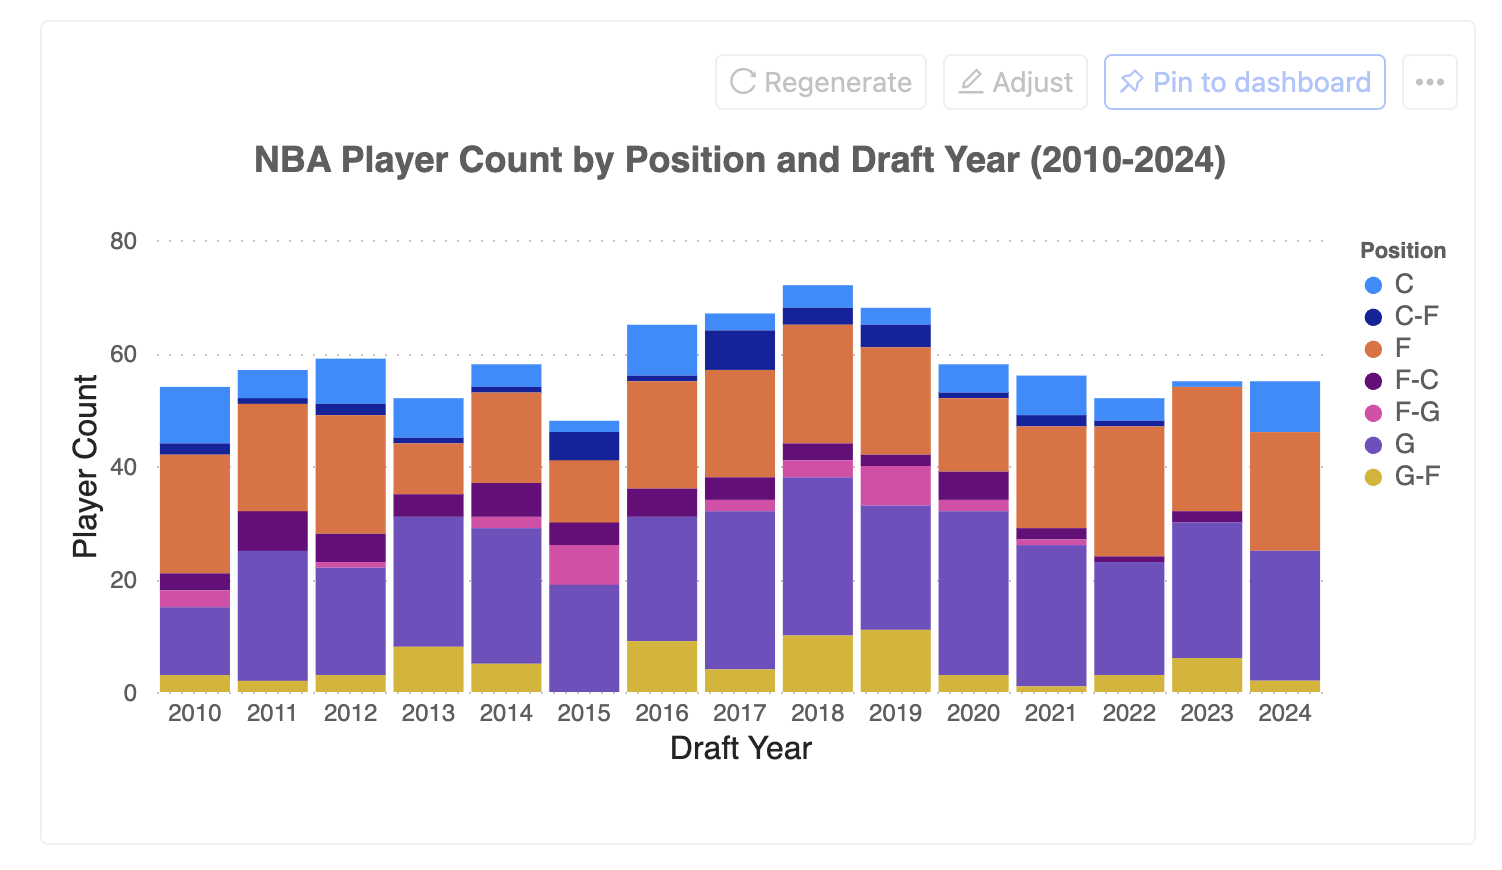 Regenerate Adjust Pin to dashboard
NBA Player Count by Position and Draft Year (2010-2024)
Player Count
80
60
40
20
0
2010 2011 2012 2013 2014 2015 2016 2017 2018 2019 2020 2021 2022 2023 2024
Draft Year
Position
C
C-F
F
F-C
F-G
G
G-F